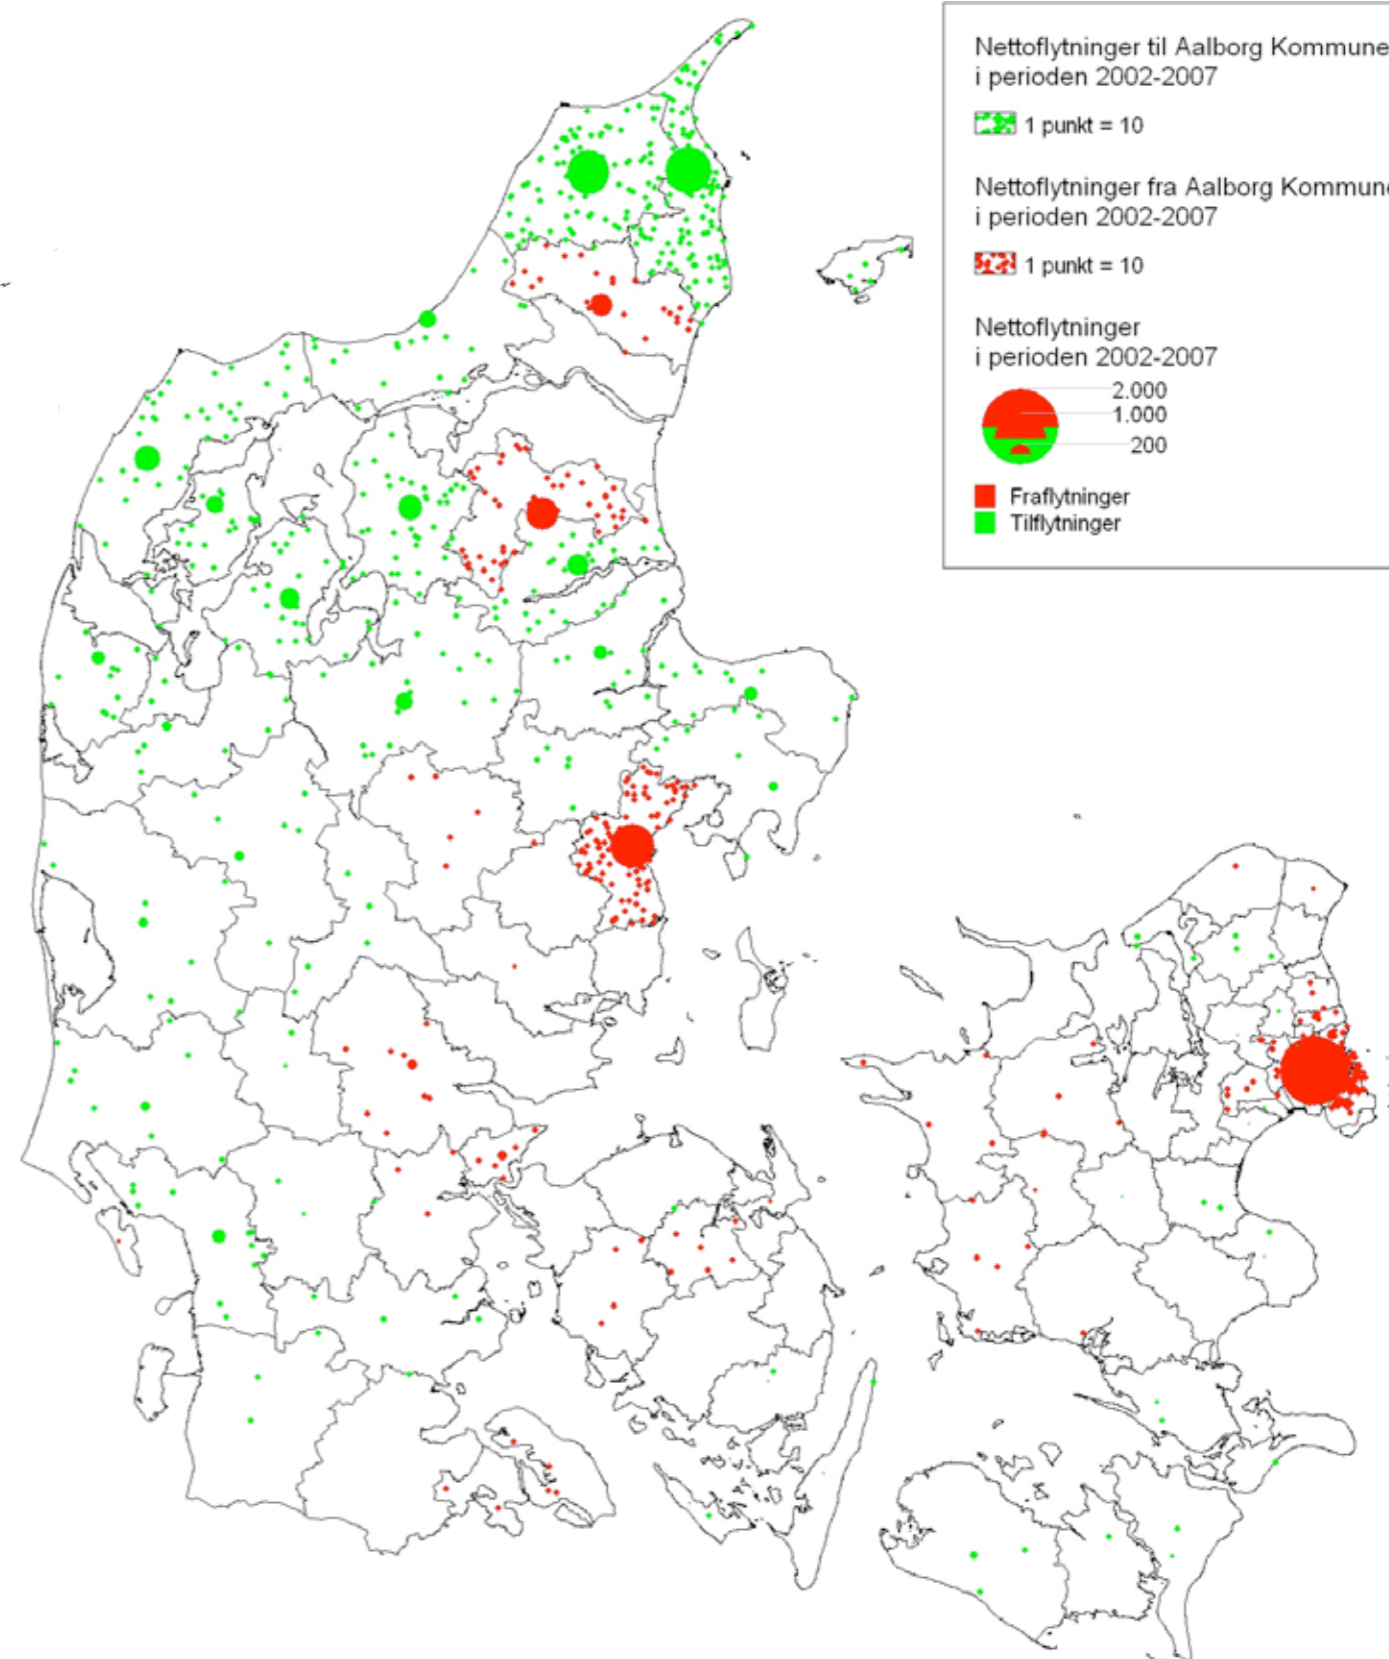 Nettoflytninger til Aalborg Kommune
i perioden 2002-2007
1 punkt = 10
Nettoflytninger fra Aalborg Kommune
i perioden 2002-2007
1 punkt = 10
Nettoflytninger
i perioden 2002-2007
2.000
1.000
200
Fraflytninger
Tilflytninger